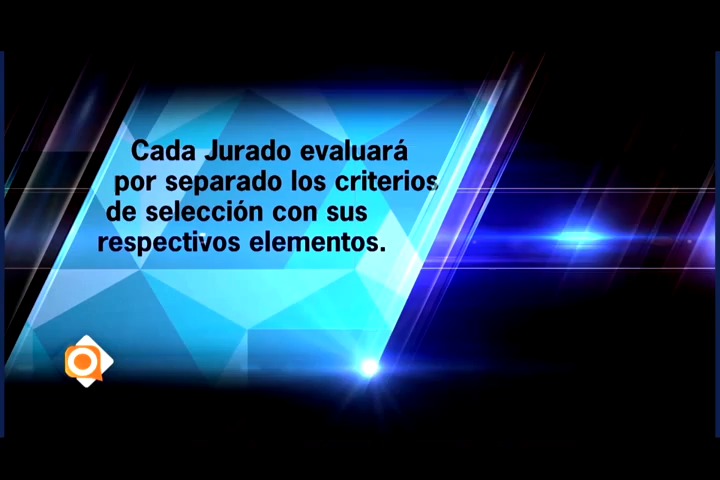 Cada Jurado evaluará
por separado los criterios
de selección con sus
respectivos elementos.